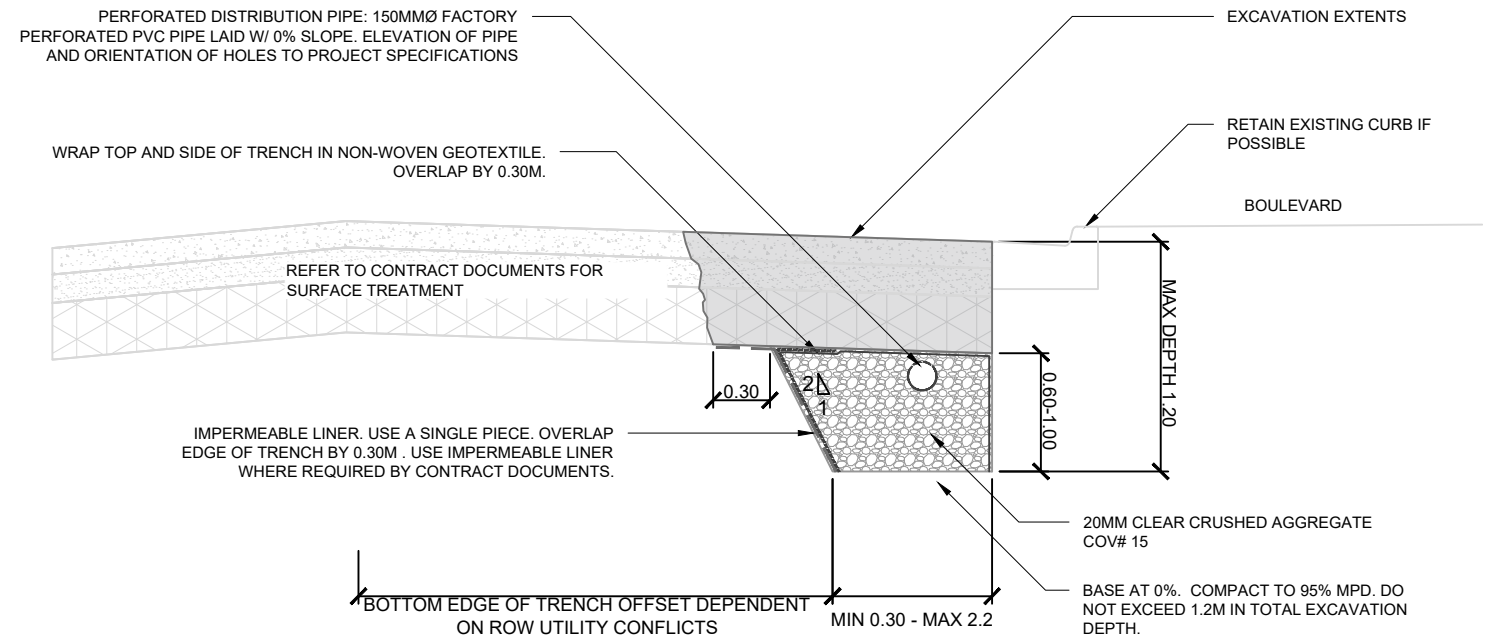 PERFORATED DISTRIBUTION PIPE: 150MMØ FACTORY
PERFORATED PVC PIPE LAID W/ 0% SLOPE. ELEVATION OF PIPE
AND ORIENTATION OF HOLES TO PROJECT SPECIFICATIONS
EXCAVATION EXTENTS
RETAIN EXISTING CURB IF
POSSIBLE
WRAP TOP AND SIDE OF TRENCH IN NON-WOVEN GEOTEXTILE.
OVERLAP BY 0.30M.
BOULEVARD
REFER TO CONTRACT DOCUMENTS FOR
SURFACE TREATMENT
MAX DEPTH 1.20
0.60-1.00
0.30
2
1
IMPERMEABLE LINER. USE A SINGLE PIECE. OVERLAP
EDGE OF TRENCH BY 0.30M . USE IMPERMEABLE LINER
WHERE REQUIRED BY CONTRACT DOCUMENTS.
20MM CLEAR CRUSHED AGGREGATE
COV# 15
BASE AT 0%. COMPACT TO 95% MPD. DO
NOT EXCEED 1.2M IN TOTAL EXCAVATION
DEPTH.
BOTTOM EDGE OF TRENCH OFFSET DEPENDENT
ON ROW UTILITY CONFLICTS
MIN 0.30 - MAX 2.2